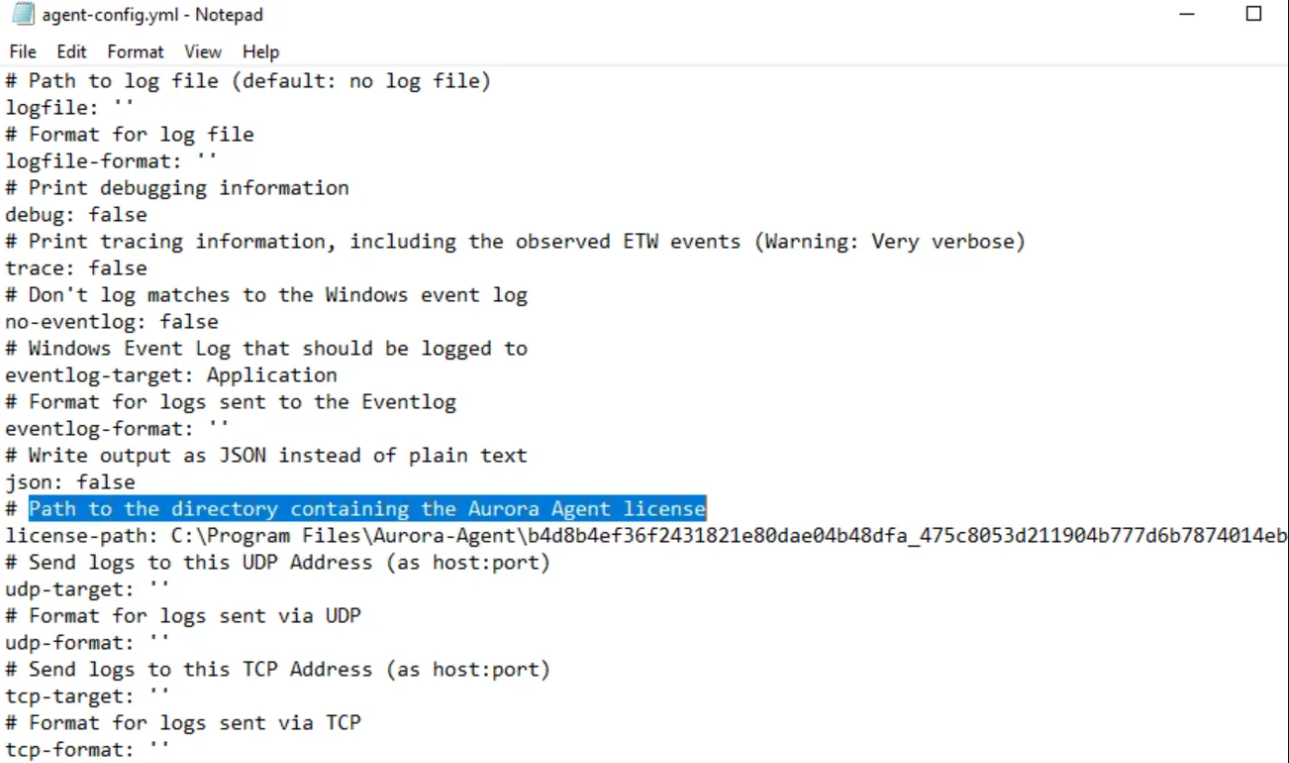 agent-config.yml - Notepad
File Edit Format View Help
# Path to log file (default: no log file)
logfile: ''
# Format for log file
logfile-format: ''
# Print debugging information
debug: false
# Print tracing information, including the observed ETW events (Warning: Very verbose)
trace: false
# Don't log matches to the Windows event log
no-eventlog: false
# Windows Event Log that should be logged to
eventlog-target: Application
# Format for logs sent to the Eventlog
eventlog-format: ''
# Write output as JSON instead of plain text
json: false
# Path to the directory containing the Aurora Agent license
license-path: C:\Program Files\Aurora-Agent\b4d8b4ef36f2431821e80dae04b48dfa_475c8053d211904b777d6b7874014eb
# Send logs to this UDP Address (as host:port)
udp-target: ''
# Format for logs sent via UDP
udp-format: ''
# Send logs to this TCP Address (as host:port)
tcp-target: ''
# Format for logs sent via TCP
tcp-format: ''